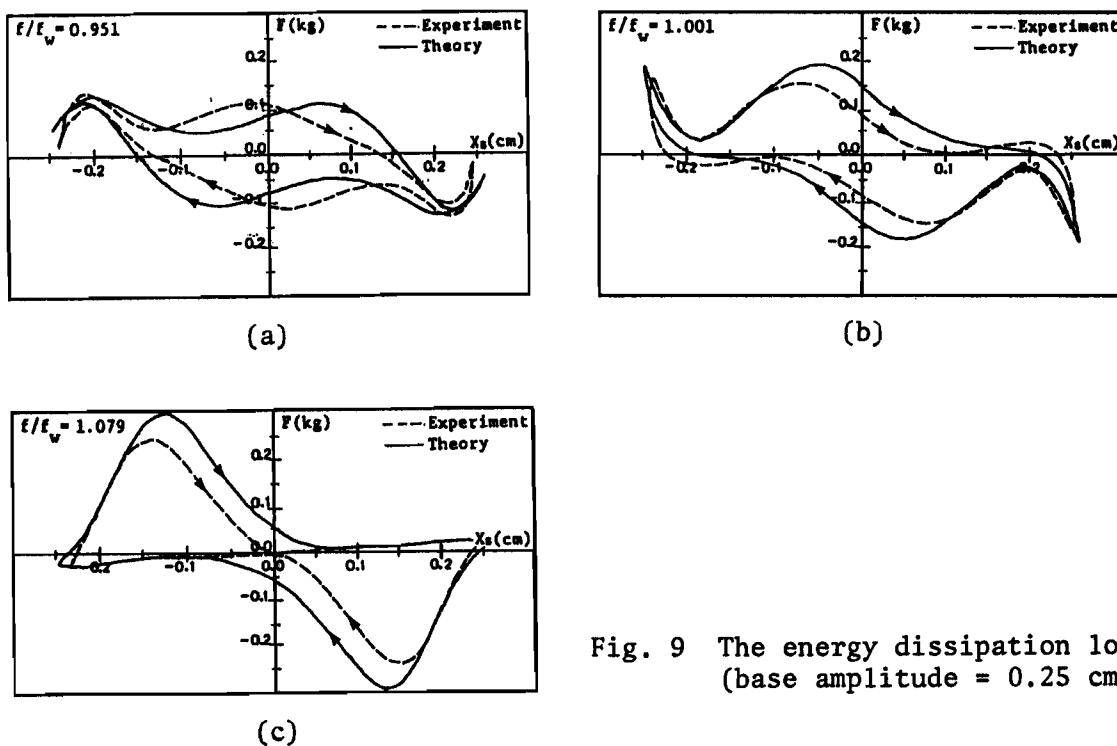 f/f_w = 0.951
F(kg)
--- Experiment
— Theory
0.2
0.1
X_s(cm)
-0.2
-0.1
0.0
0.1
0.2
-0.1
-0.2
(a)
f/f_w = 1.001
F(kg)
--- Experiment
— Theory
0.2
0.1
X_s(cm)
-0.2
-0.1
0.0
0.1
0.2
-0.1
-0.2
(b)
f/f_w = 1.079
F(kg)
--- Experiment
— Theory
0.2
0.1
X_s(cm)
0.2
-0.1
0.0
0.1
0.2
-0.1
-0.2
(c)
Fig. 9 The energy dissipation lo
(base amplitude = 0.25 cm